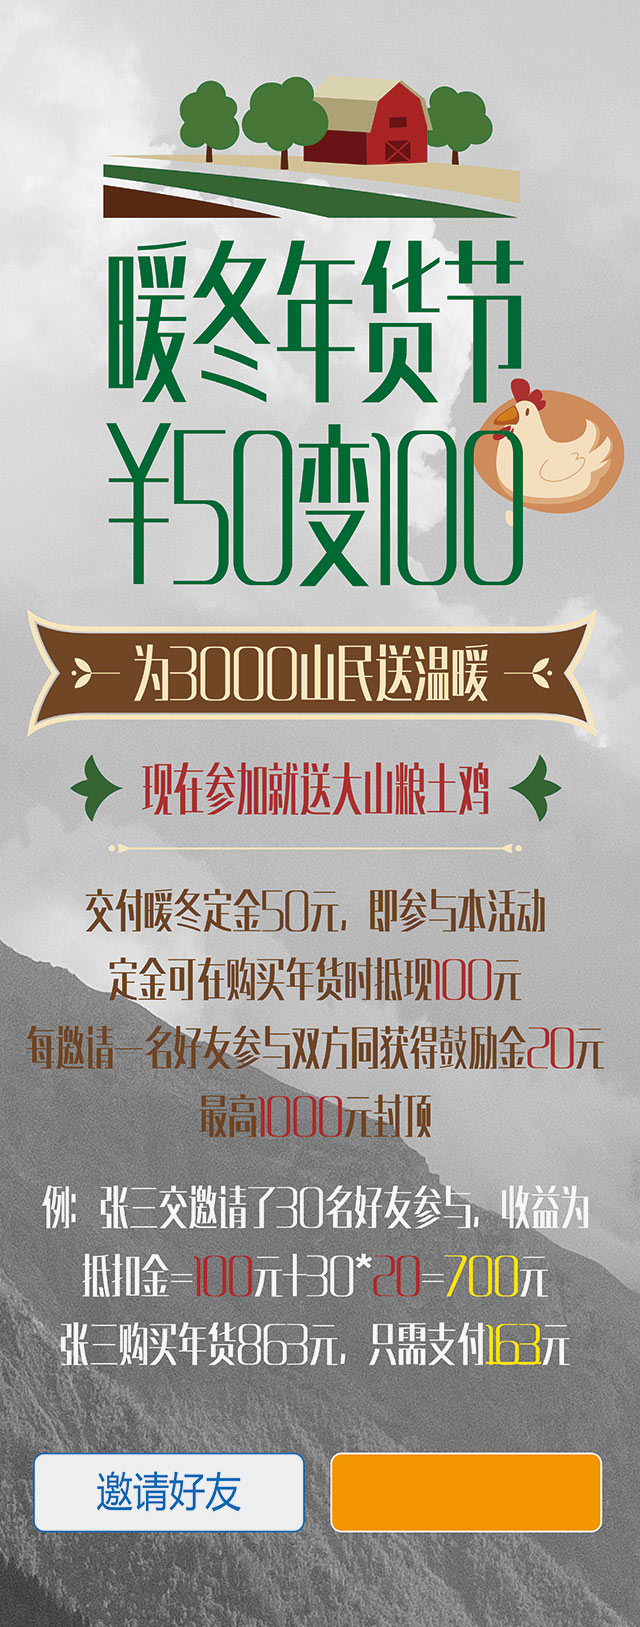 暖冬年货节
¥50变100
为3000山民送温暖
现在参加就送大山粮土鸡
交付暖冬定金50元，即参与本活动
定金可在购买年货时抵现100元
每邀请一名好友参与双方同获得鼓励金20元
最高1000元封顶
例：张三交邀请了30名好友参与，收益为
抵扣金=100元+30*20=700元
张三购买年货863元，只需支付163元
邀请好友